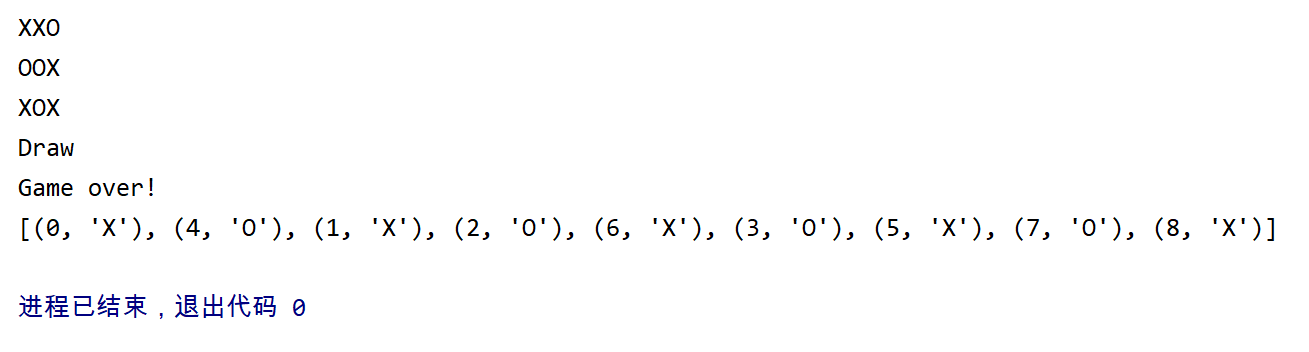 XXO
OOX
XOX
Draw
Game over!
[(0, 'X'), (4, 'O'), (1, 'X'), (2, 'O'), (6, 'X'), (3, 'O'), (5, 'X'), (7, 'O'), (8, 'X')]
进程已结束，退出代码 0